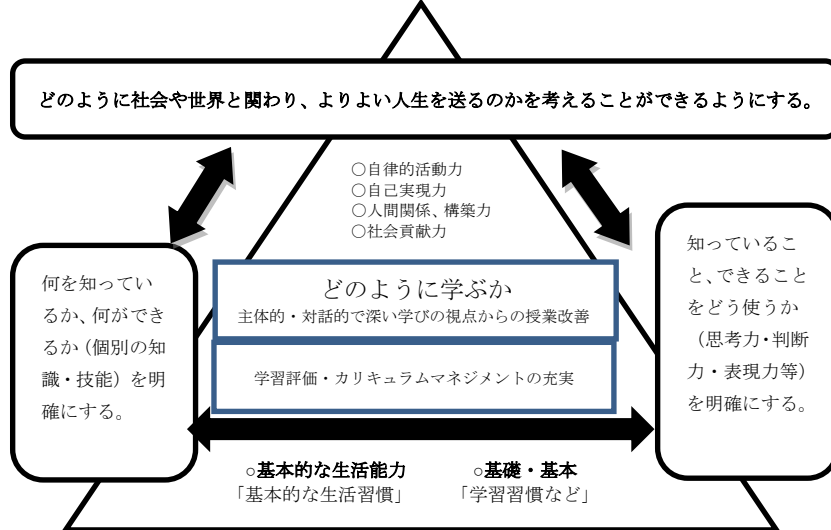 どのように社会や世界と関わり、よりよい人生を送るのかを考えることができるようにする。
○自律的活動力
○自己実現力
○人間関係、構築力
○社会貢献力
何を知ってい
るか、何ができ
るか（個別の知
識・技能）を明
確にする。
どのように学ぶか
主体的・対話的で深い学びの視点からの授業改善
学習評価・カリキュラムマネジメントの充実
知っているこ
と、できること
をどう使うか
（思考力・判断
力・表現力等）
を明確にする。
○基本的な生活能力　○基礎・基本
「基本的な生活習慣」　「学習習慣など」